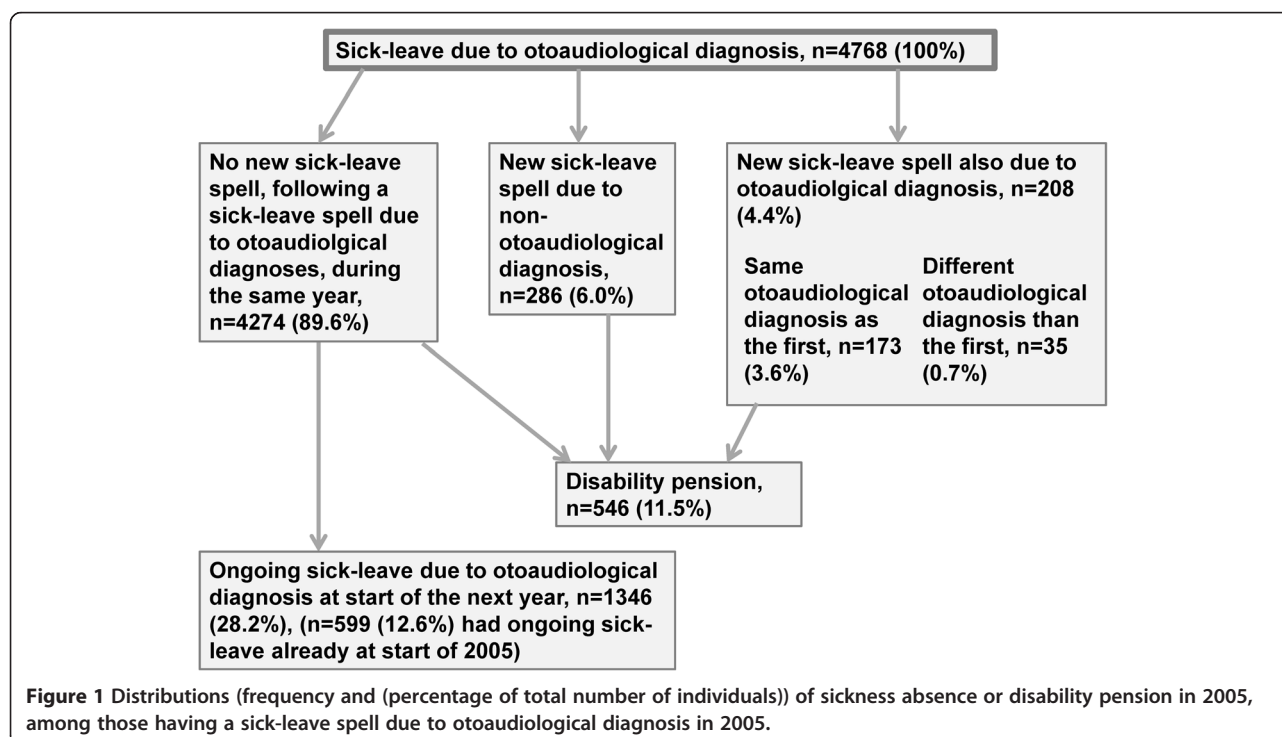 Sick-leave due to otoaudiological diagnosis, n=4768 (100%)
No new sick-leave
spell, following a
sick-leave spell due
to otoaudiolgical
diagnoses, during
the same year,
n=4274 (89.6%)
New sick-leave
spell due to
non-
otoaudiological
diagnosis,
n=286 (6.0%)
New sick-leave spell also due to
otoaudiolgical diagnosis, n=208
(4.4%)
Same
otoaudiological
diagnosis as
the first, n=173
(3.6%)
Different
otoaudiological
diagnosis than
the first, n=35
(0.7%)
Disability pension,
n=546 (11.5%)
Ongoing sick-leave due to otoaudiological
diagnosis at start of the next year, n=1346
(28.2%), (n=599 (12.6%) had ongoing sick-
leave already at start of 2005)
Figure 1 Distributions (frequency and (percentage of total number of individuals)) of sickness absence or disability pension in 2005,
among those having a sick-leave spell due to otoaudiological diagnosis in 2005.